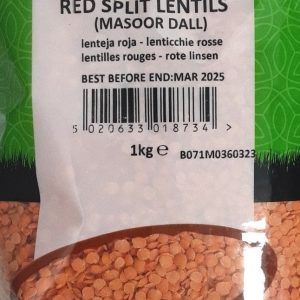 RED SPLIT LENTILS
(MASOOR DALL)
lenteja roja - lenticchie rosse
lentilles rouges - rote linsen
BEST BEFORE END:MAR 2025
5 020633 018734 >
1kg e B071M0360323